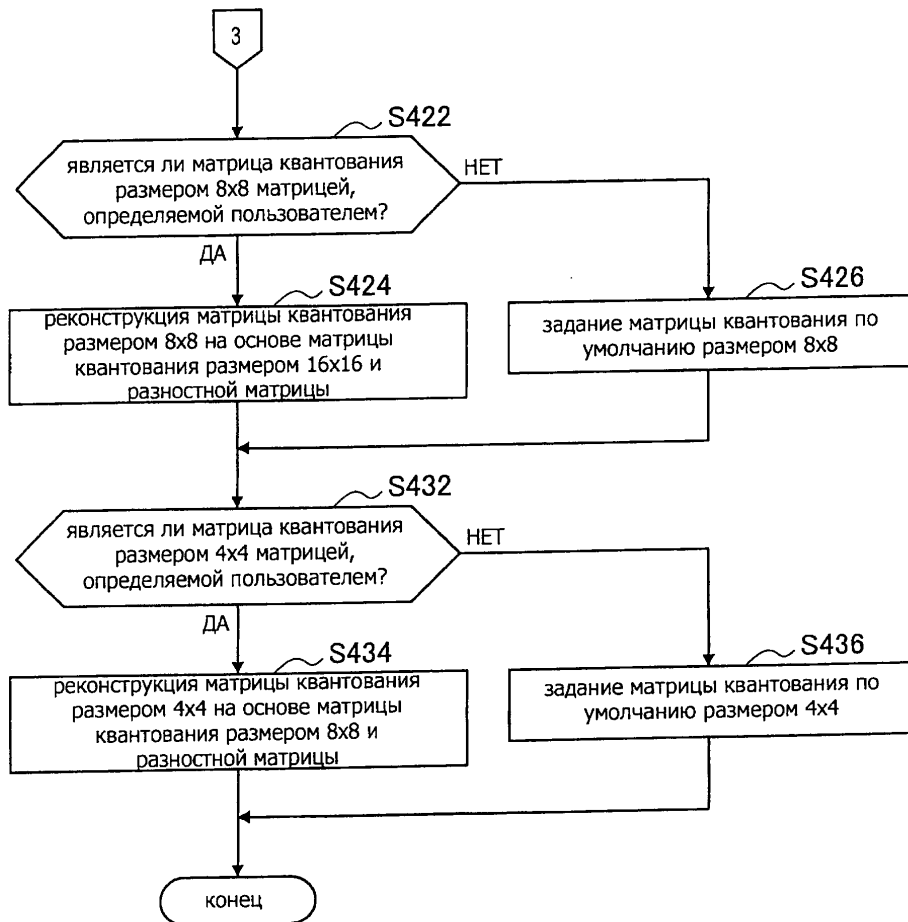 3
S422
является ли матрица квантования
размером 8x8 матрицей,
определяемой пользователем?
НЕТ
ДА
S424
реконструкция матрицы квантования
размером 8x8 на основе матрицы
квантования размером 16x16 и
разностной матрицы
S426
задание матрицы квантования по
умолчанию размером 8x8
S432
является ли матрица квантования
размером 4x4 матрицей,
определяемой пользователем?
НЕТ
ДА
S434
реконструкция матрицы квантования
размером 4x4 на основе матрицы
квантования размером 8x8 и
разностной матрицы
S436
задание матрицы квантования по
умолчанию размером 4x4
конец